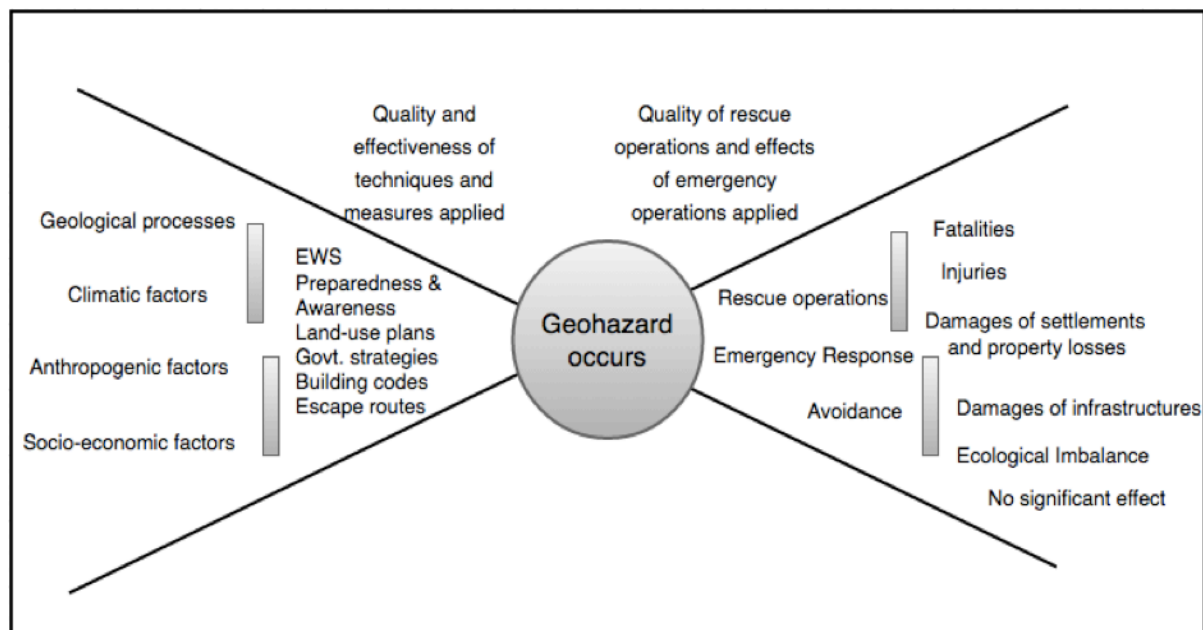 Quality and
effectiveness of
techniques and
measures applied
Quality of rescue
operations and effects
of emergency
operations applied
Geological processes
Climatic factors
Anthropogenic factors
Socio-economic factors
EWS
Preparedness &
Awareness
Land-use plans
Govt. strategies
Building codes
Escape routes
Geohazard
occurs
Rescue operations
Emergency Response
Avoidance
Fatalities
Injuries
Damages of settlements
and property losses
Damages of infrastructures
Ecological Imbalance
No significant effect